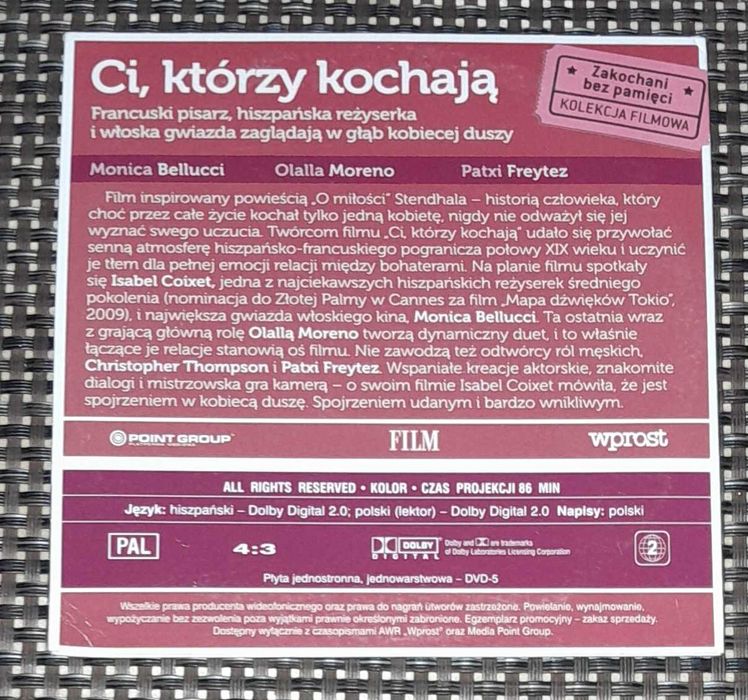 Ci, którzy kochają
Zakochani
bez pamięci
KOLEKCJA FILMOWA
Francuski pisarz, hiszpańska reżyserka
i włoska gwiazda zaglądają w głąb kobiecej duszy
Monica Bellucci Olalla Moreno Patxi Freytez
Film inspirowany powieścią „O miłości” Stendhala – historią człowieka, który
choć przez całe życie kochał tylko jedną kobietę, nigdy nie odważył się jej
wyznać swego uczucia. Twórcom filmu „Ci, którzy kochają” udało się przywołać
senną atmosferę hiszpańsko-francuskiego pogranicza połowy XIX wieku i uczynić
je tłem dla pełnej emocji relacji między bohaterami. Na planie filmu spotkały
się Isabel Coixet, jedna z najciekawszych hiszpańskich reżyserek średniego
pokolenia (nominacja do Złotej Palmy w Cannes za film „Mapa dźwięków Tokio”,
2009), i największa gwiazda włoskiego kina, Monica Bellucci. Ta ostatnia wraz
z grającą główną rolę Olallą Moreno tworzą dynamiczny duet, i to właśnie
łączące je relacje stanowią oś filmu. Nie zawodzą też odtwórcy ról męskich,
Christopher Thompson i Patxi Freytez. Wspaniałe kreacje aktorskie, znakomite
dialogi i mistrzowska gra kamerą – o swoim filmie Isabel Coixet mówiła, że jest
spojrzeniem w kobiecą duszę. Spojrzeniem udanym i bardzo wnikliwym.
POINT GROUP FILM wprost
ALL RIGHTS RESERVED • KOLOR • CZAS PROJEKCJI 86 MIN
Język: hiszpański – Dolby Digital 2.0; polski (lektor) – Dolby Digital 2.0 Napisy: polski
PAL 4:3 DOLBY DIGITAL Dolby and are trademarks
of Dolby Laboratories Licensing Corporation 2
Płyta jednostronna, jednowarstwowa – DVD-5
Wszelkie prawa producenta wideofonicznego oraz prawa do nagrań utworów zastrzeżone. Powielanie, wynajmowanie,
wypożyczanie bez zezwolenia poza wyjątkami prawnie określonymi zabronione. Egzemplarz promocyjny – zakaz sprzedaży.
Dostępny wyłącznie z czasopismami AWR „Wprost” oraz Media Point Group.